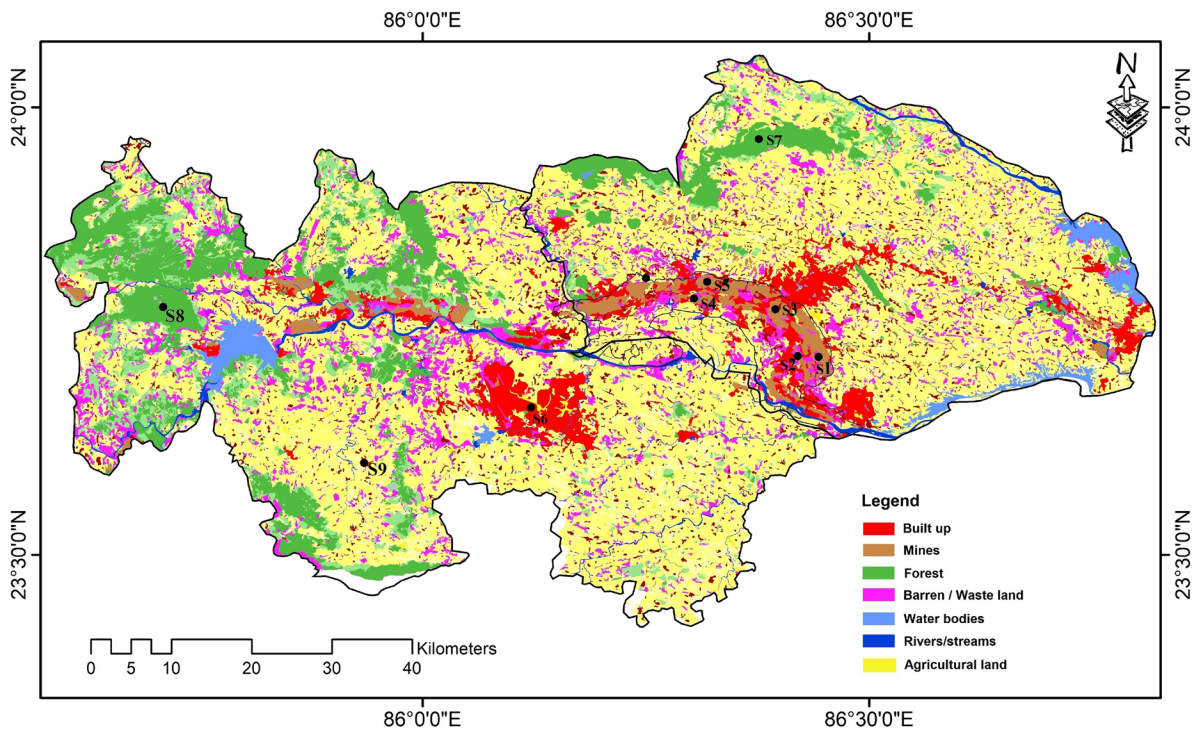 86°0'0"E 86°30'0"E
N
24°0'0"N 24°0'0"N
S7
S5
S8 S4
S3
S2 S1
S6
S9
Legend
Built up
Mines
23°30'0"N 23°30'0"N
Forest
Barren / Waste land
Water bodies
Rivers/streams
Kilometers
Agricultural land
0 5 10 20 30 40
86°0'0"E 86°30'0"E